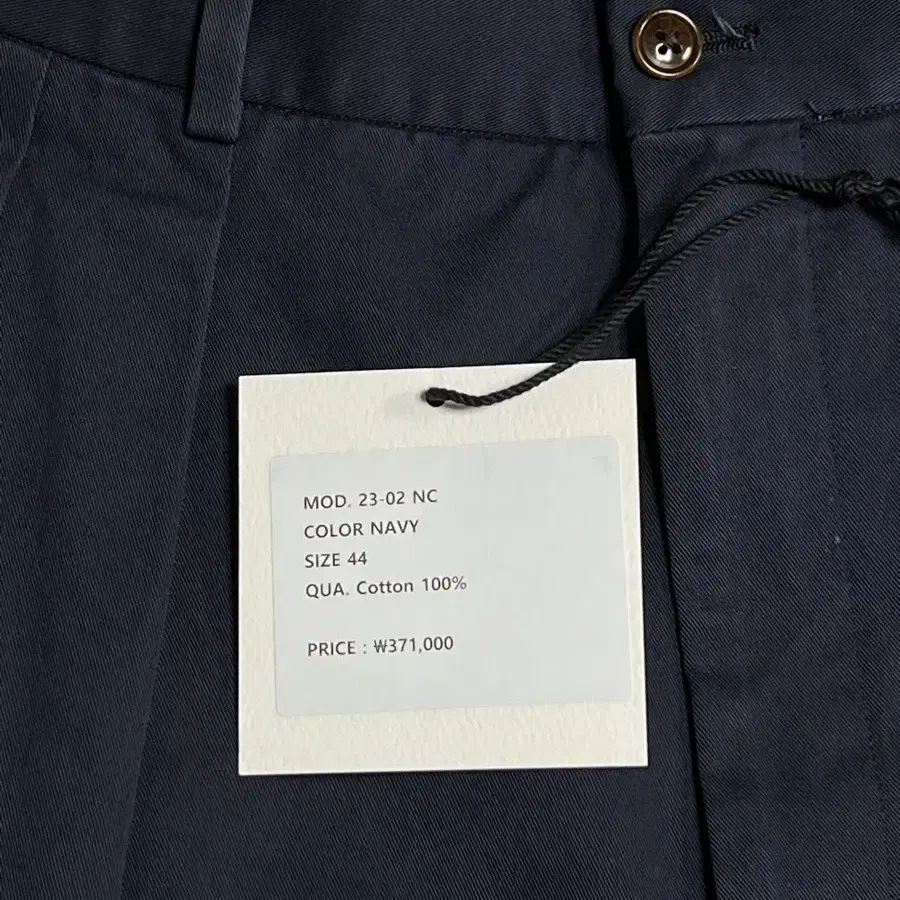 MOD. 23-02 NC
COLOR NAVY
SIZE 44
QUA. Cotton 100%
PRICE : ₩371,000